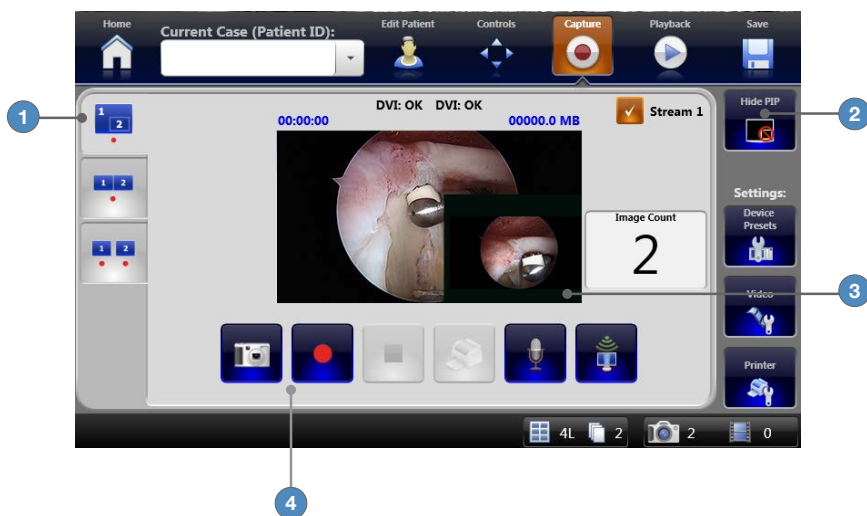 Home
Current Case (Patient ID):
Edit Patient
Controls
Capture
Playback
Save
1
1
2
DVI: OK DVI: OK
00:00:00
00000.0 MB
Stream 1
Hide PIP
2
1 2
Settings:
Device
Presets
Image Count
2
1 2
Video
3
Printer
4L 2 2 0
4